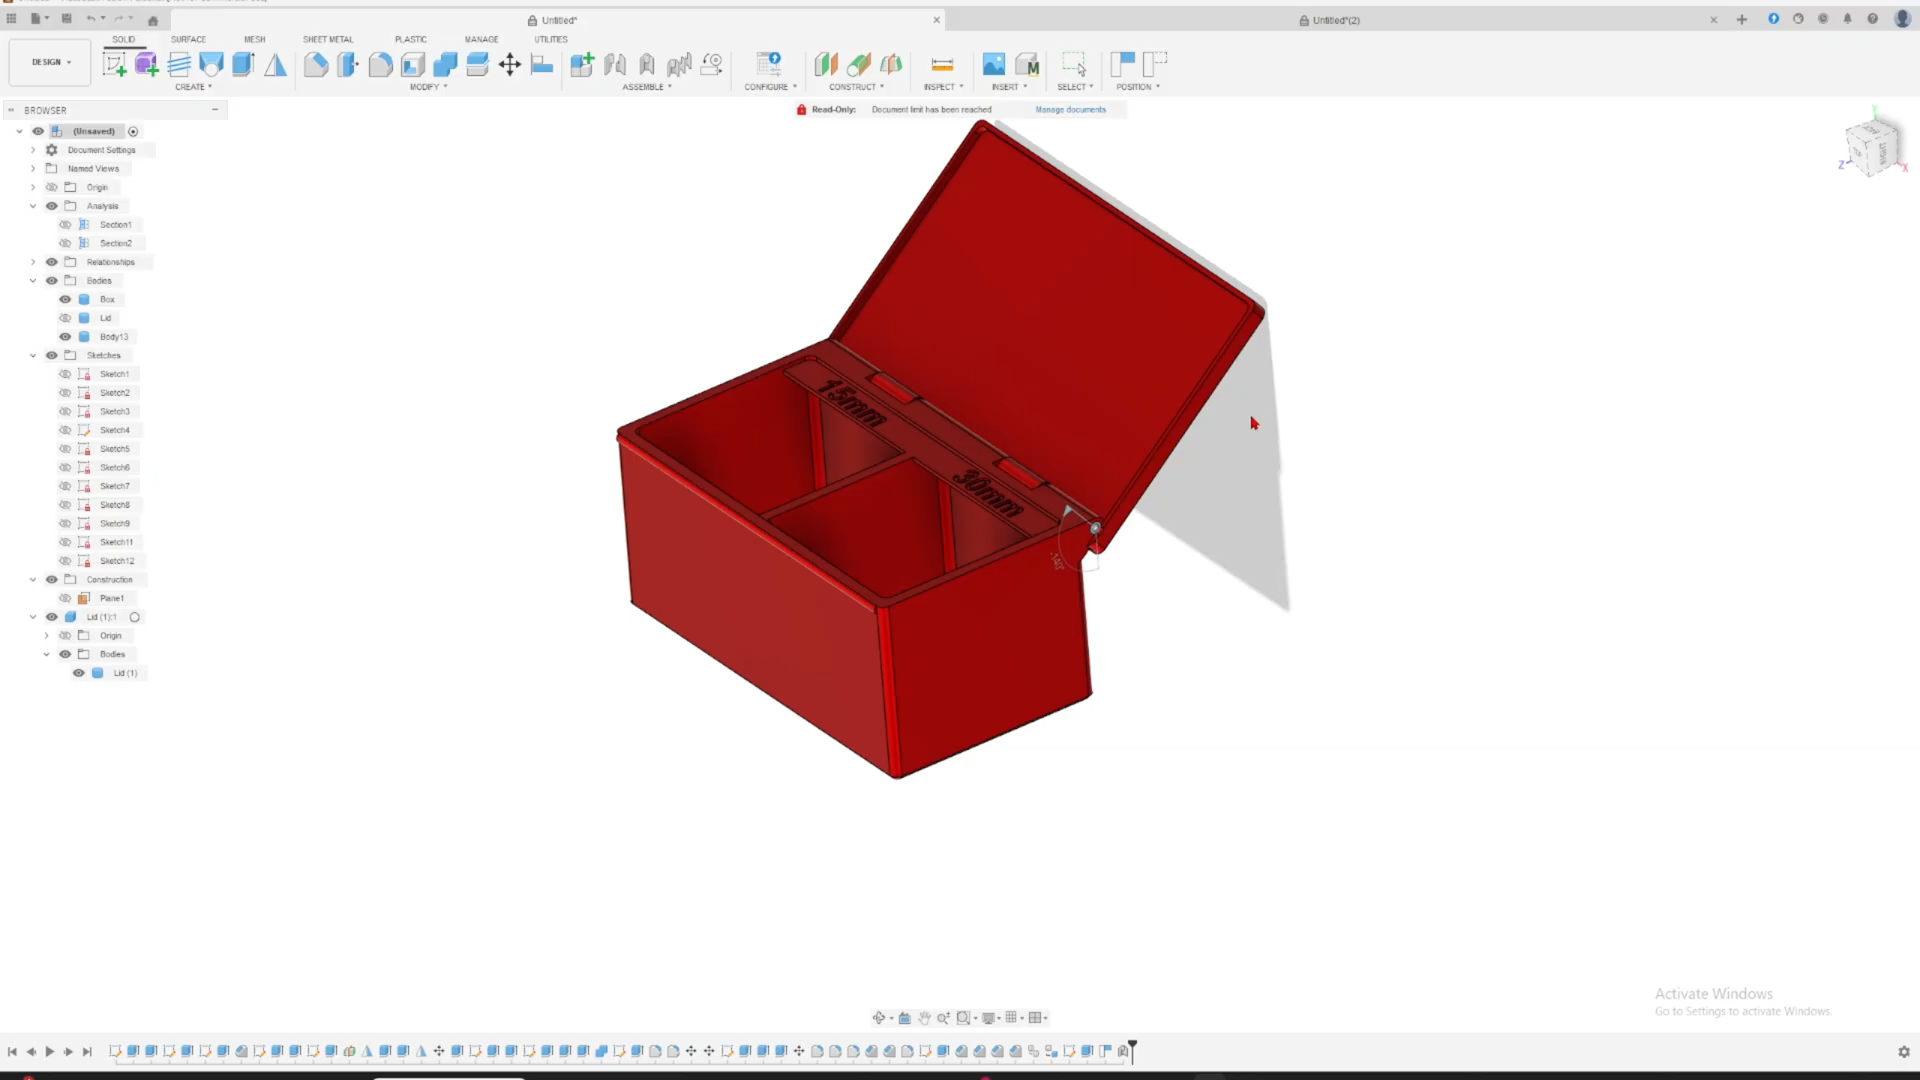 Untitled*
Untitled*(2)
SOLID
SURFACE
MESH
SHEET METAL
PLASTIC
MANAGE
UTILITIES
DESIGN
CREATE
MODIFY
ASSEMBLE
CONFIGURE
CONSTRUCT
INSPECT
INSERT
SELECT
POSITION
BROWSER
Read-Only: Document limit has been reached Manage documents
(Unsaved)
Document Settings
Named Views
Origin
Analysis
Section1
Section2
Relationships
Bodies
Box
Lid
Body13
Sketches
Sketch1
Sketch2
Sketch3
Sketch4
Sketch5
Sketch6
Sketch7
Sketch8
Sketch9
Sketch11
Sketch12
Construction
Plane1
Lid (1):1
Origin
Bodies
Lid (1)
15mm
30mm
Z
X
Activate Windows
Go to Settings to activate Windows.